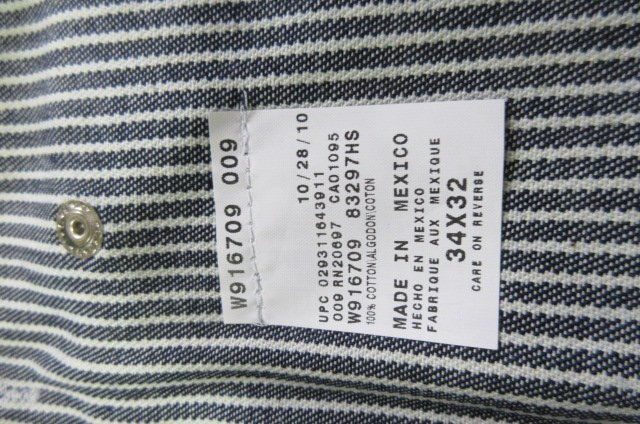 W916709 009
10/28/10
UPC 029311643911
009 RN20697 CA01095
W916709 83297HS
100% COTTON\ALGODON\COTON
MADE IN MEXICO
HECHO EN MEXICO
FABRIQUE AUX MEXIQUE
34X32
CARE ON REVERSE